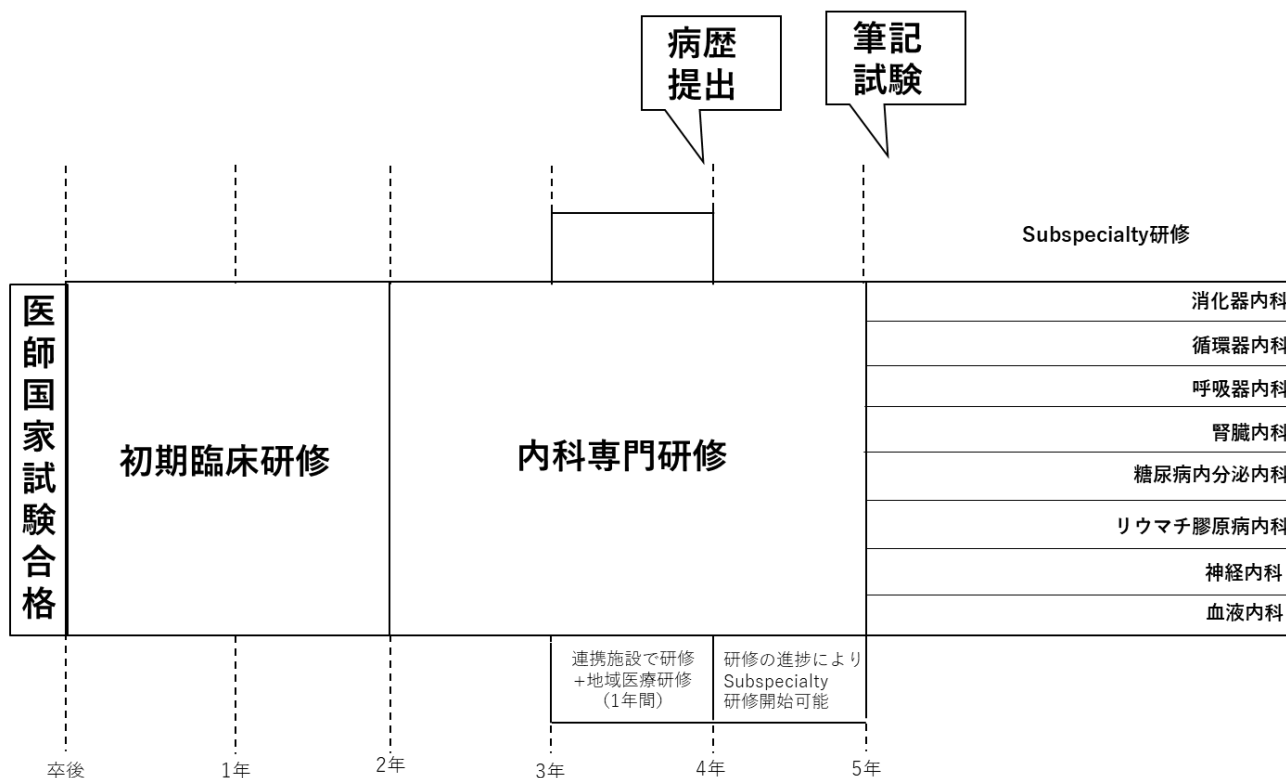 病歴
提出
筆記
試験
Subspecialty研修
医師国家試験合格
初期臨床研修
内科専門研修
消化器内科
循環器内科
呼吸器内科
腎臓内科
糖尿病内分泌内科
リウマチ膠原病内科
神経内科
血液内科
連携施設で研修
+地域医療研修
（1年間）
研修の進捗により
Subspecialty
研修開始可能
卒後
1年
2年
3年
4年
5年